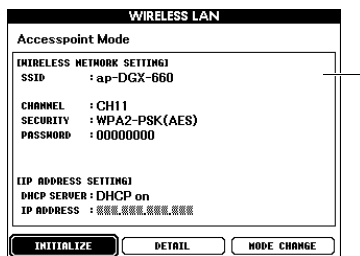 WIRELESS LAN
Accesspoint Mode
[WIRELESS NETWORK SETTING]
SSID : ap-DGX-660
CHANNEL : CH11
SECURITY : WPA2-PSK(AES)
PASSWORD : 00000000
[IP ADDRESS SETTING]
DHCP SERVER : DHCP on
IP ADDRESS :
INITIALIZE DETAIL MODE CHANGE